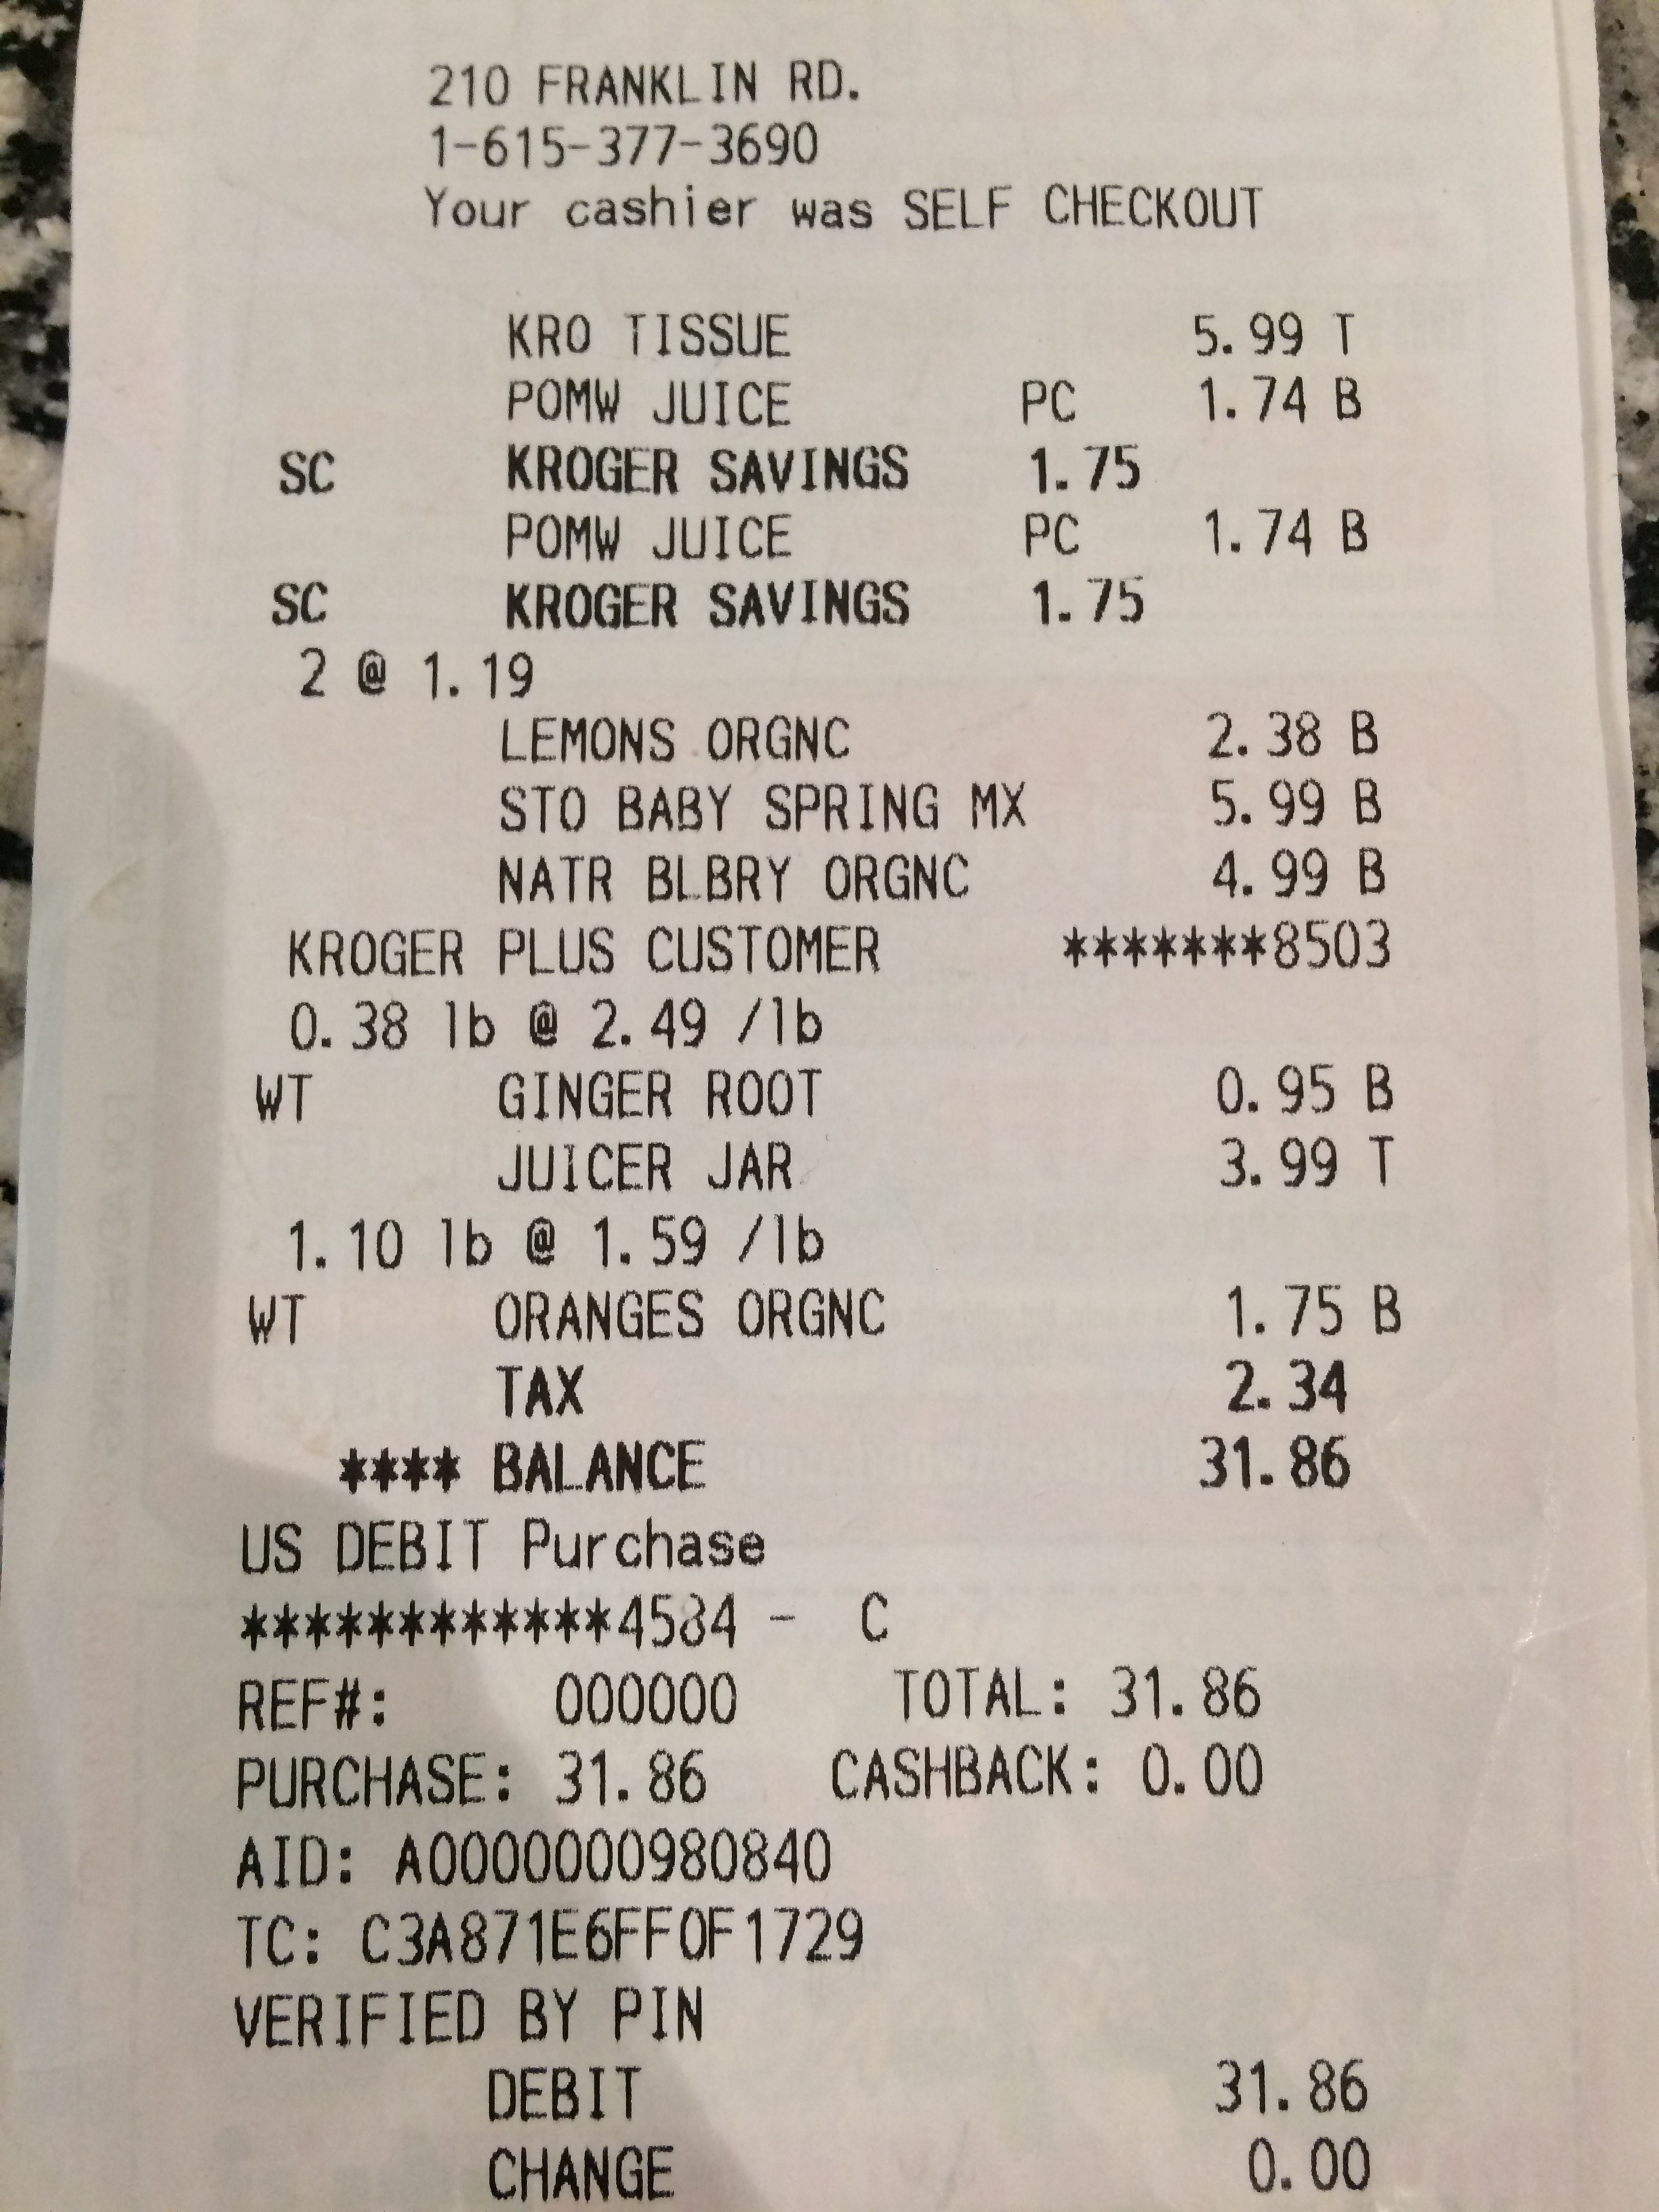 210 FRANKLIN RD.
1-615-377-3690
Your cashier was SELF CHECKOUT
KRO TISSUE 5.99 T
POMW JUICE PC 1.74 B
SC KROGER SAVINGS 1.75
POMW JUICE PC 1.74 B
SC KROGER SAVINGS 1.75
2 @ 1.19
LEMONS ORGNC 2.38 B
STO BABY SPRING MX 5.99 B
NATR BLBRY ORGNC 4.99 B
KROGER PLUS CUSTOMER *******8503
0.38 lb @ 2.49 /lb
WT GINGER ROOT 0.95 B
JUICER JAR 3.99 T
1.10 lb @ 1.59 /lb
WT ORANGES ORGNC 1.75 B
TAX 2.34
**** BALANCE 31.86
US DEBIT Purchase
************4584 - C
REF#: 000000 TOTAL: 31.86
PURCHASE: 31.86 CASHBACK: 0.00
AID: A0000000980840
TC: C3A871E6FF0F1729
VERIFIED BY PIN
DEBIT 31.86
CHANGE 0.00